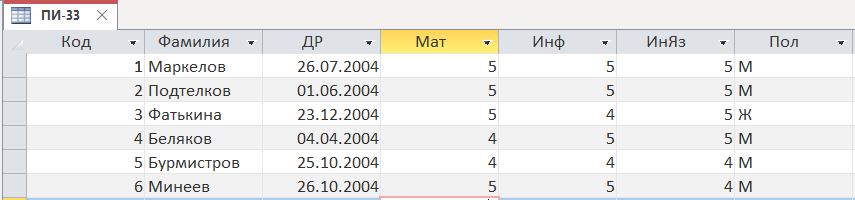 ПИ-33
Код Фамилия ДР Мат Инф ИнЯз Пол
1 Маркелов 26.07.2004 5 5 5 М
2 Подтелков 01.06.2004 5 5 5 М
3 Фатькина 23.12.2004 5 4 5 Ж
4 Беляков 04.04.2004 4 5 5 М
5 Бурмистров 25.10.2004 4 4 4 М
6 Минеев 26.10.2004 5 5 4 М